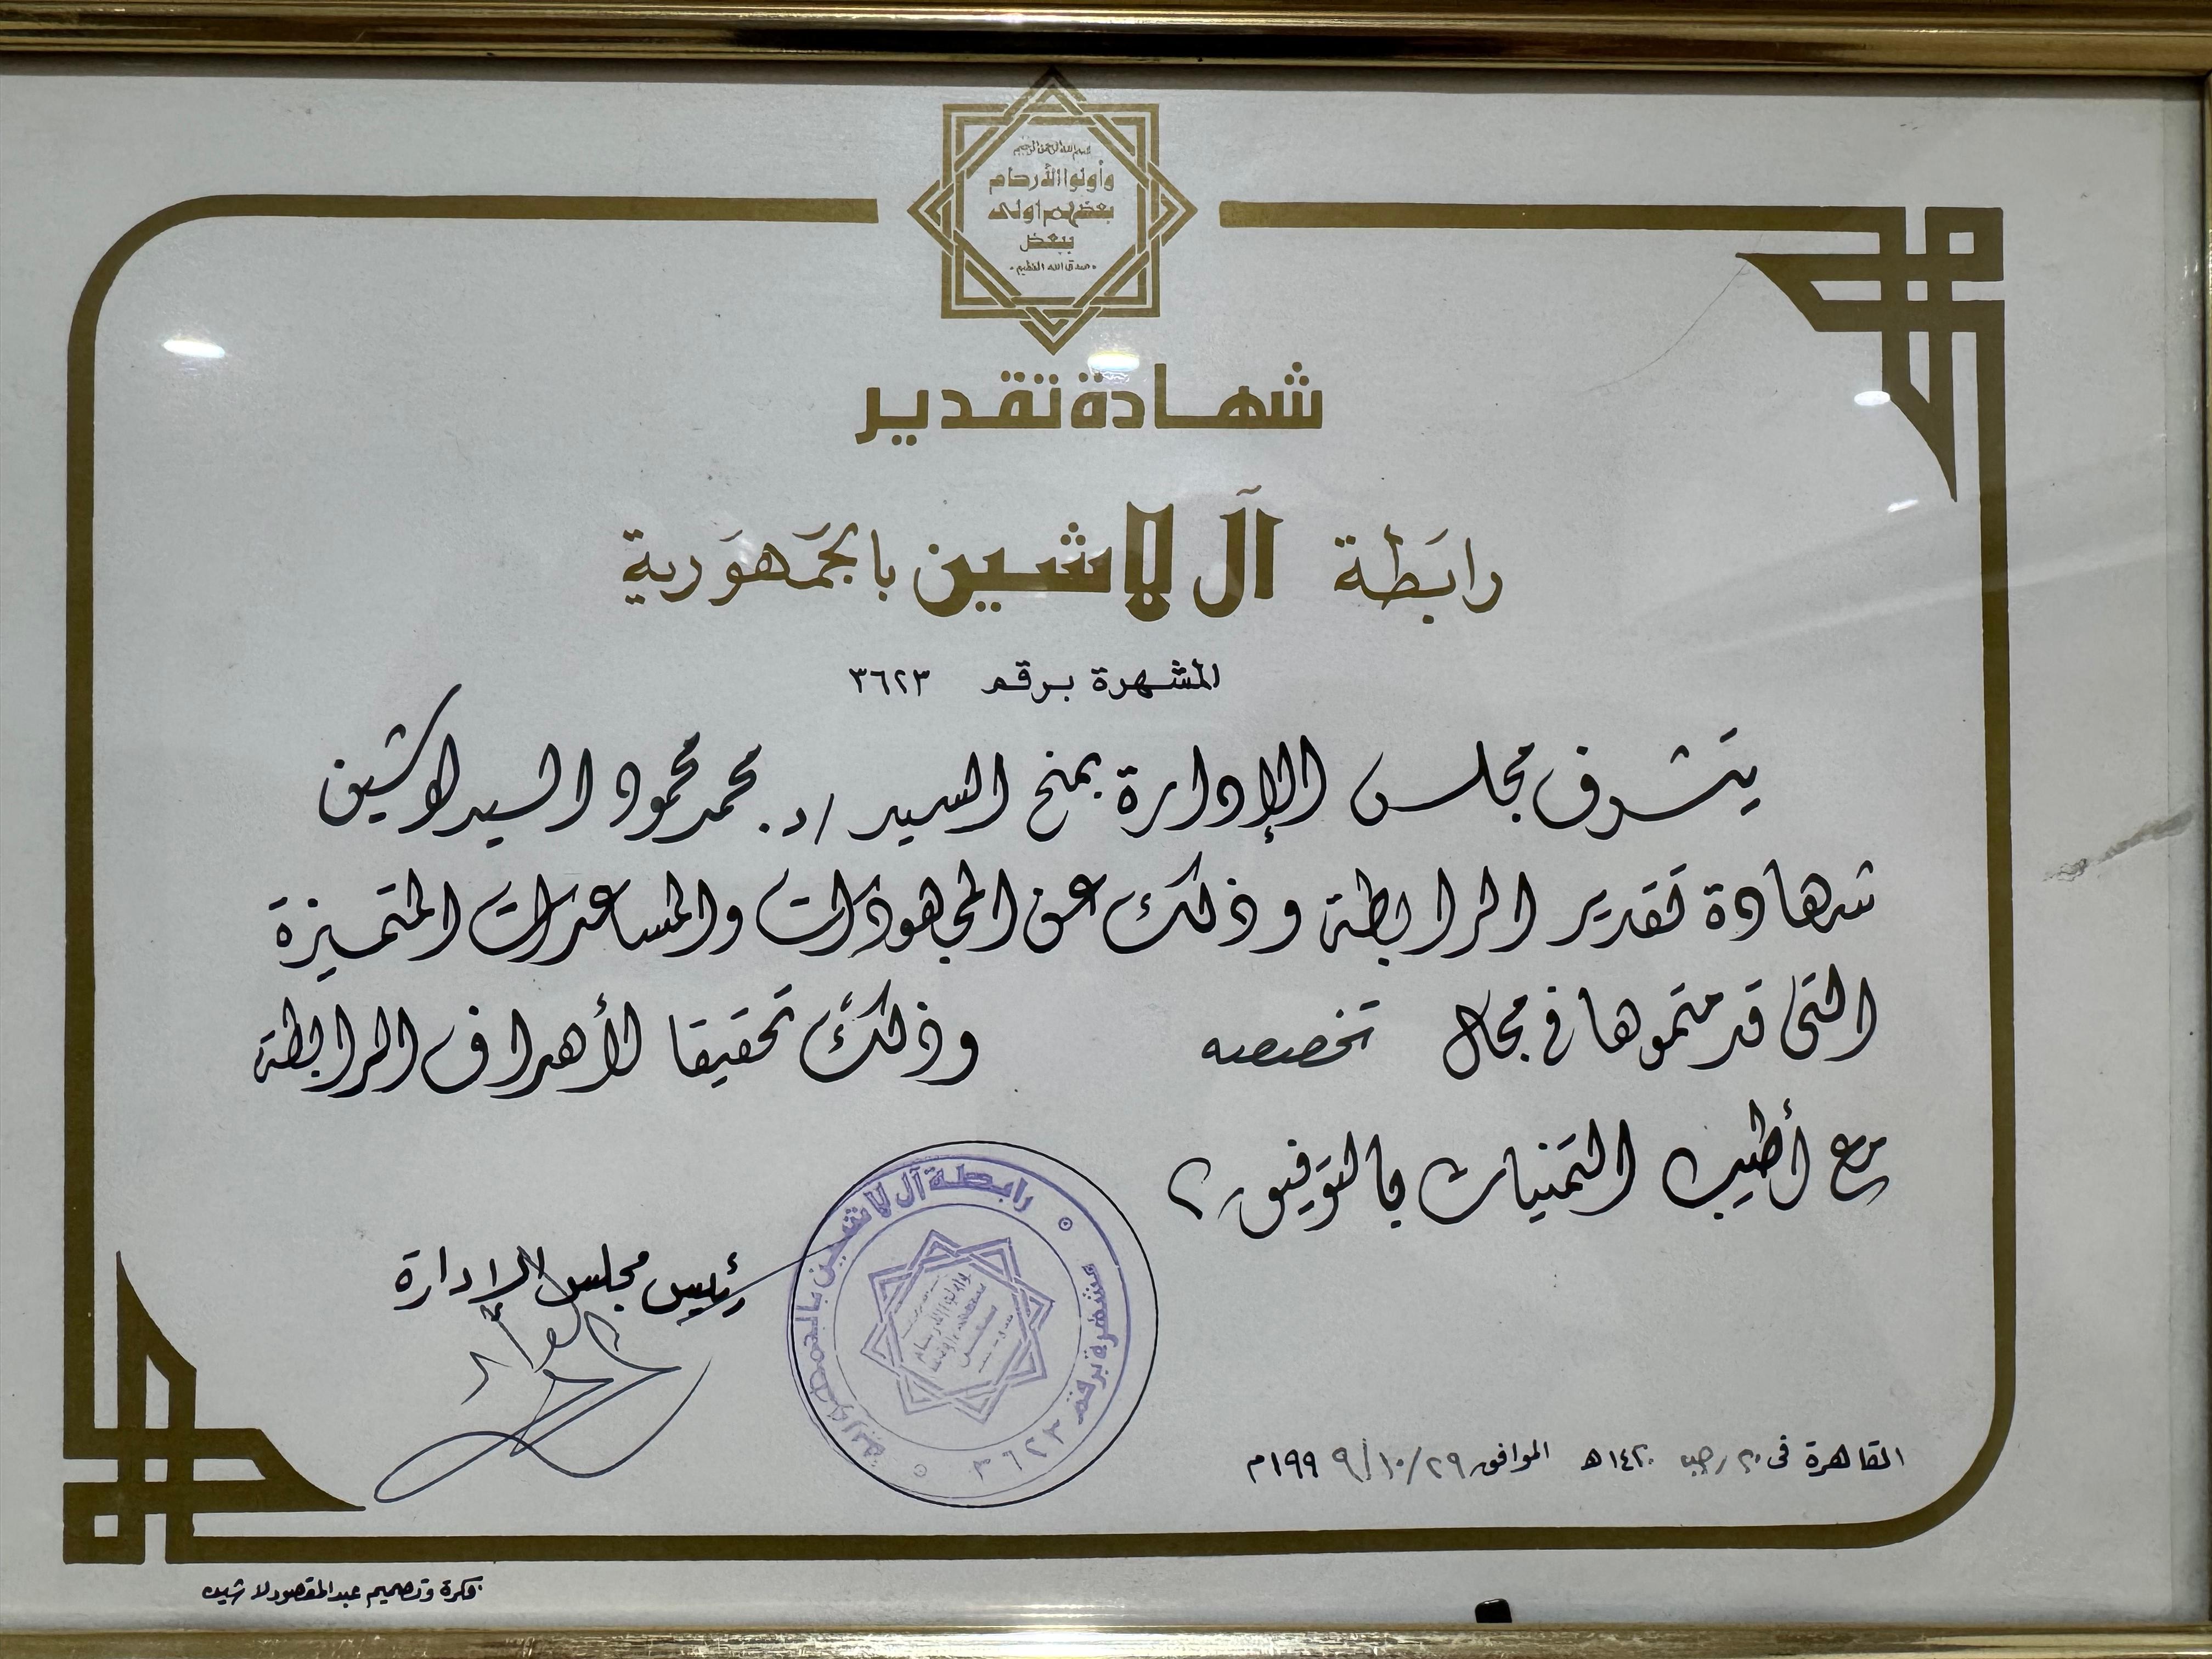 بسم الله الرحمن الرحيم
وأولوا الأرحام
بعضهم اولى
ببعض
صدق الله العظيم
شهادة تقدير
رابطة آل لاشين بالجمهورية
المشهرة برقم ٣٦٢٣
يتشرف مجلس الإدارة بمنح السيد / د. محمد محمود السيد لاشين
شهادة تقدير الرابطة وذلك عن المجهودات والمساعدات المتميزة
التى قدمتموها فى مجال تخصصه وذلك تحقيقا لأهداف الرابطة
مع أطيب التمنيات بالتوفيق
رئيس مجلس الإدارة
رابطة آل لاشين بالجمهورية
مشهرة برقم ٣٦٢٣
القاهرة فى ٢٠ رجب ١٤٢٠هـ الموافق ٢٩/١٠/١٩٩٩م
فكرة وتصميم عبدالمقصود لاشين